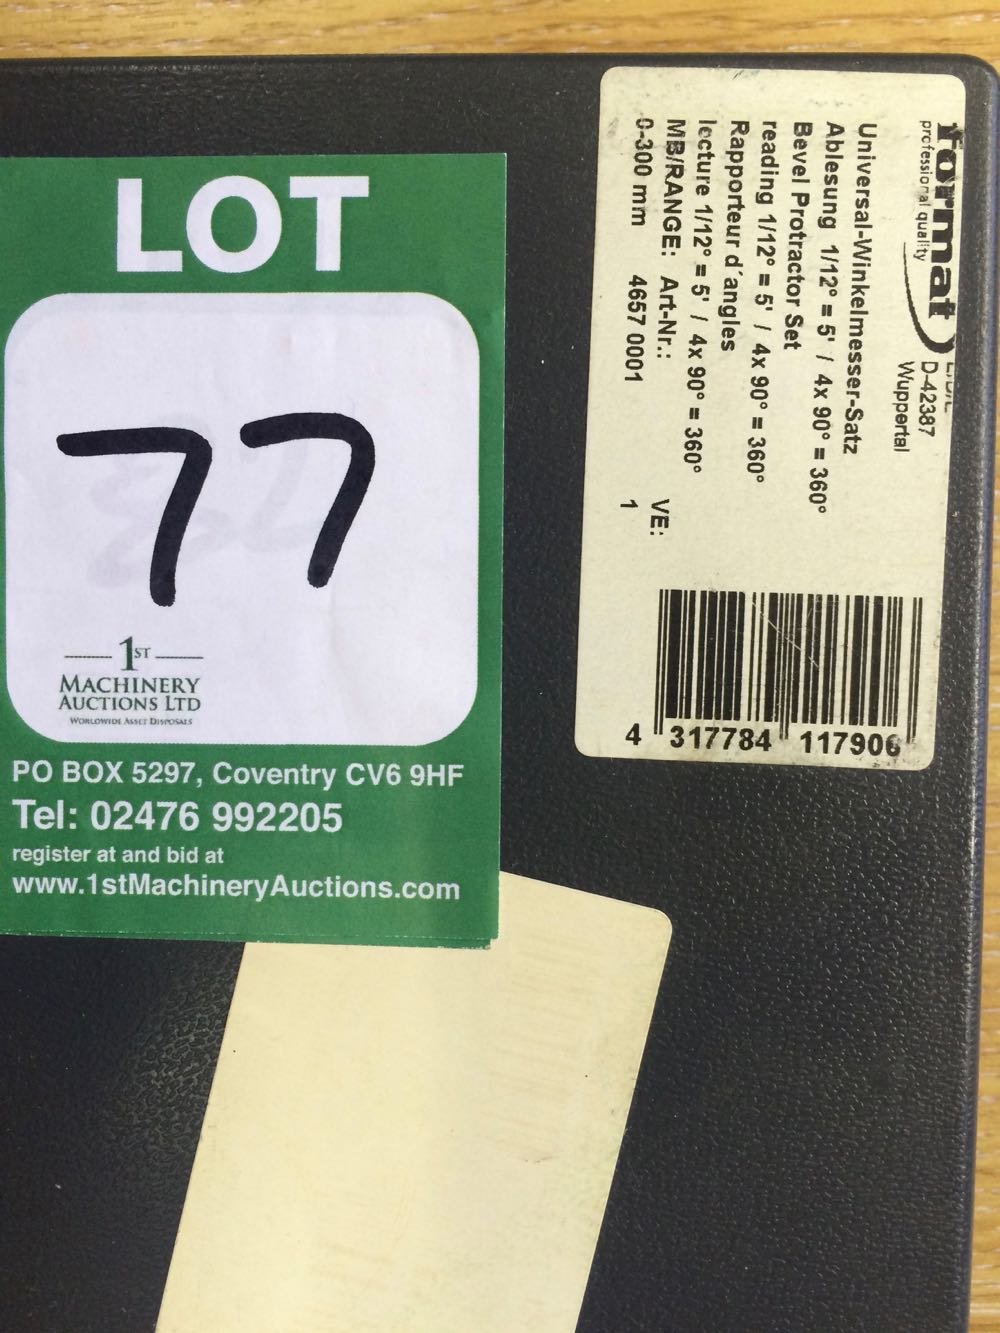 LOT
77
1ST
MACHINERY
AUCTIONS LTD
WORLDWIDE ASSET DISPOSALS
PO BOX 5297, Coventry CV6 9HF
Tel: 02476 992205
register at and bid at
www.1stMachineryAuctions.com
format
professional quality
D-42387
Wuppertal
Universal-Winkelmesser-Satz
Ablesung 1/12° = 5' / 4x 90° = 360°
Bevel Protractor Set
reading 1/12° = 5' / 4x 90° = 360°
Rapporteur d´angles
lecture 1/12° = 5' / 4x 90° = 360°
MB/RANGE: Art-Nr.: VE:
0-300 mm 4657 0001 1
4 317784 117906